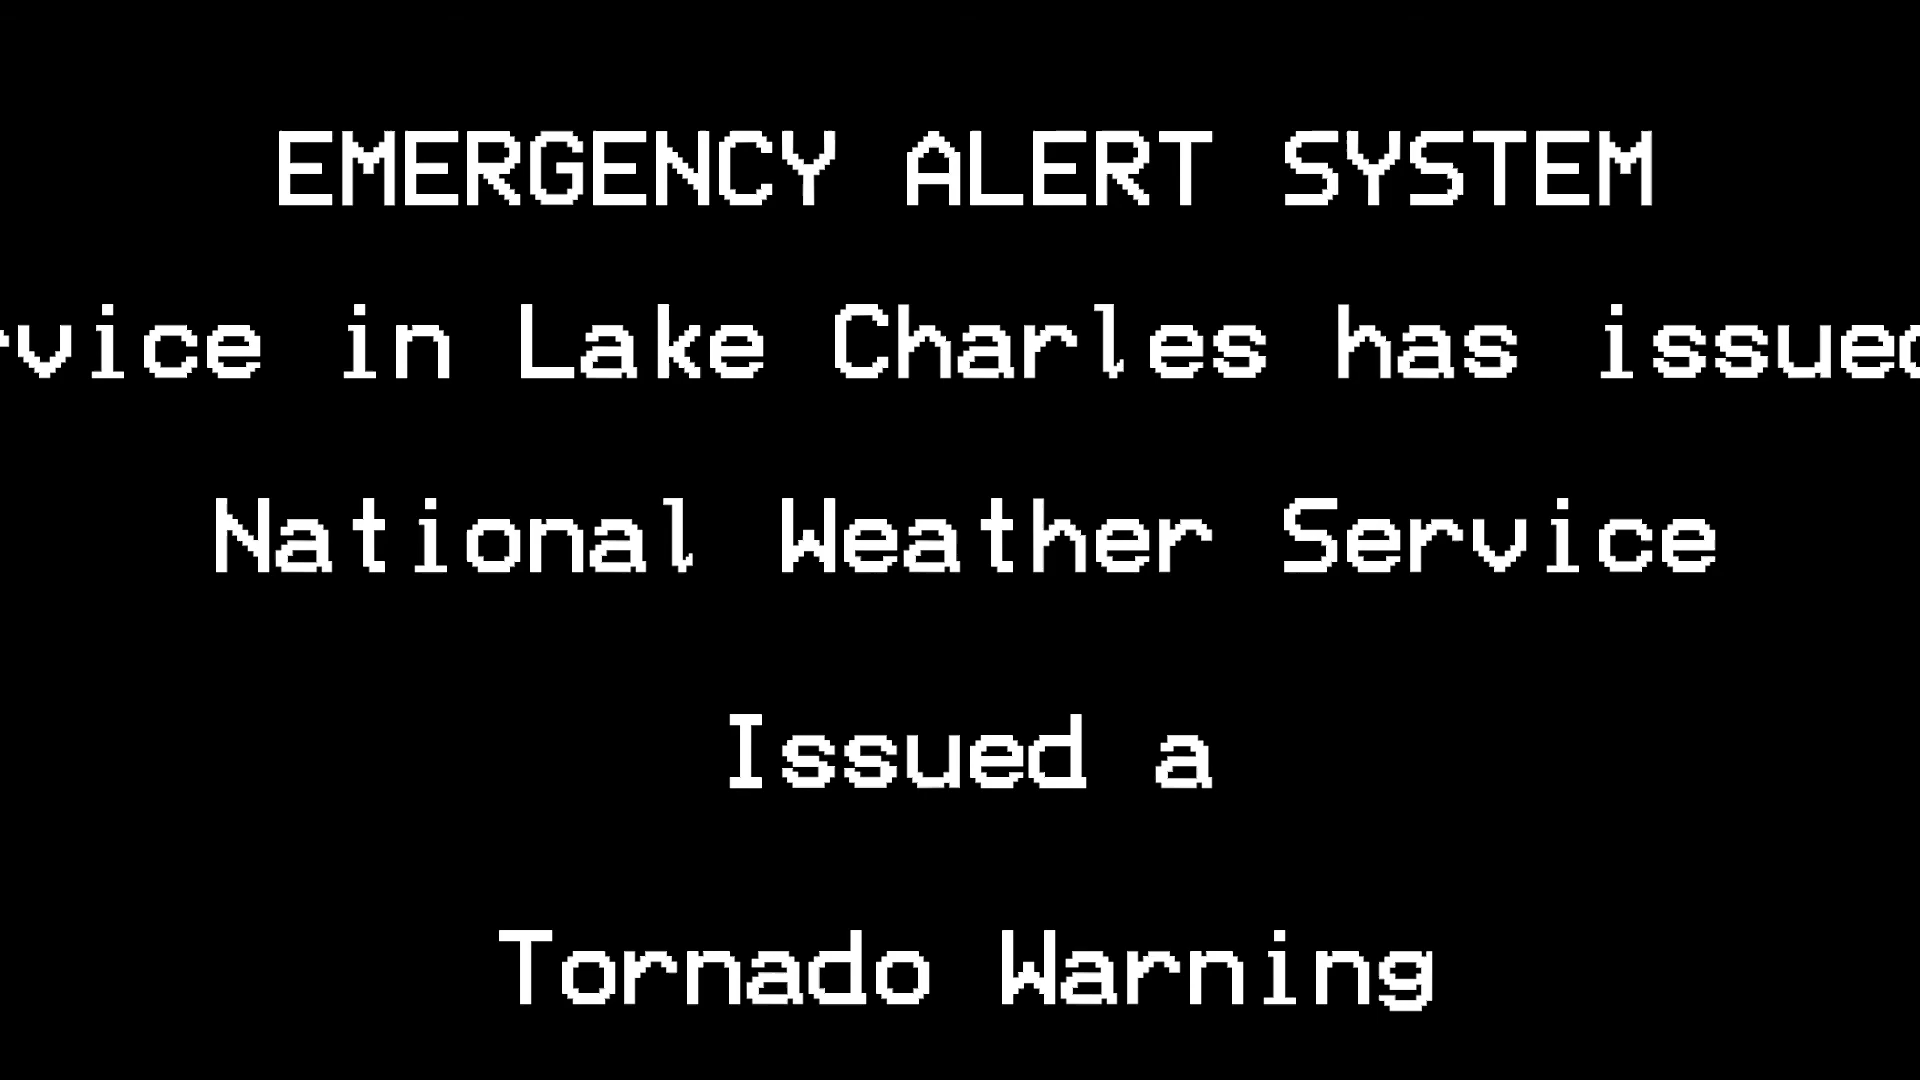 EMERGENCY ALERT SYSTEM
rvice in Lake Charles has issued
National Weather Service
Issued a
Tornado Warning